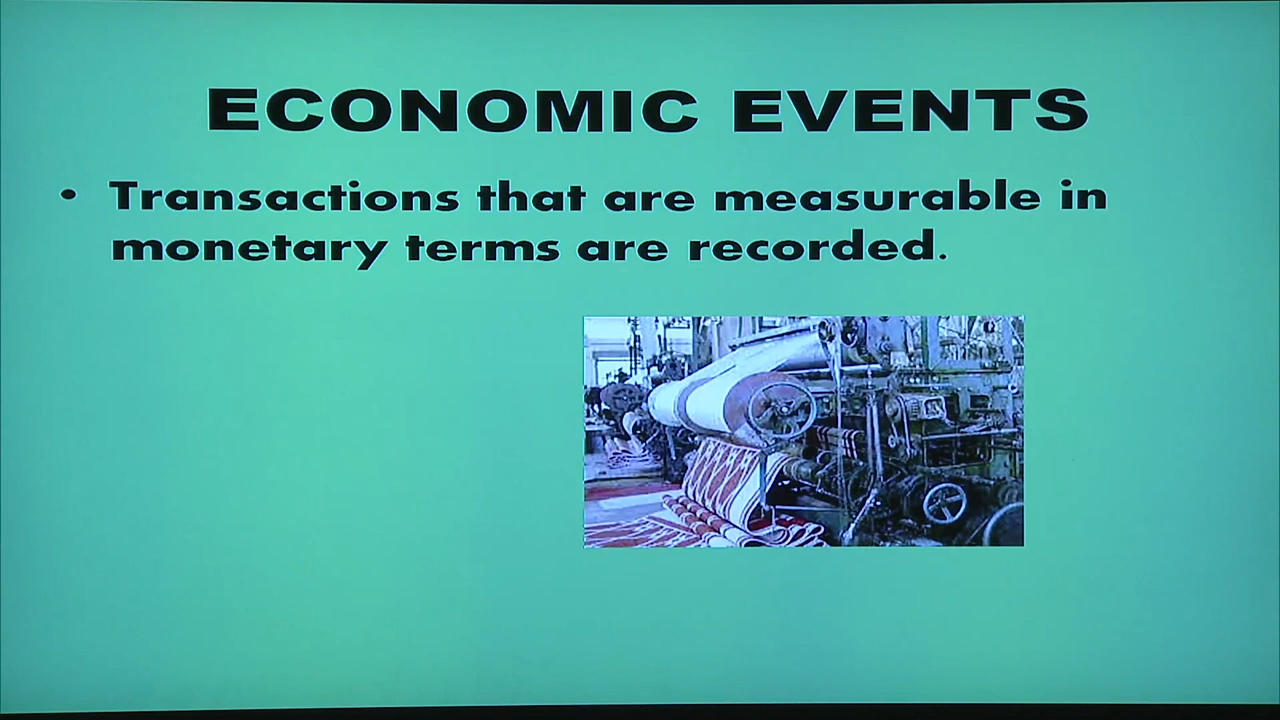 ECONOMIC EVENTS
• Transactions that are measurable in
monetary terms are recorded.